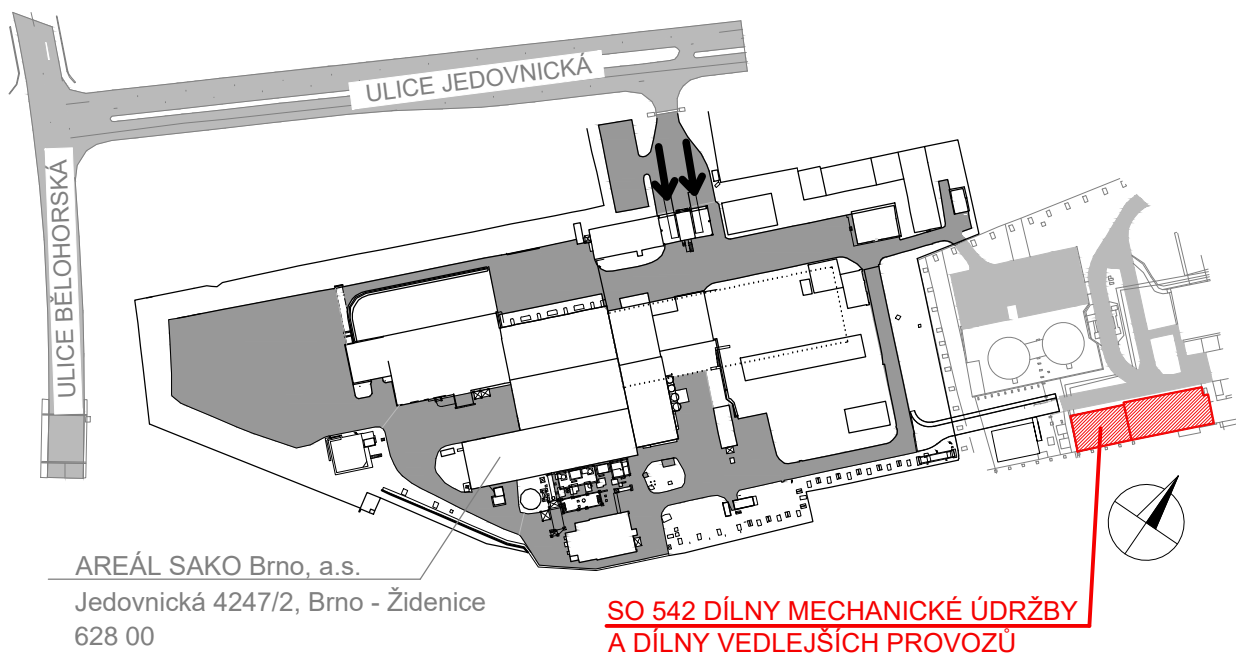 ULICE JEDOVNICKÁ
ULICE BĚLOHORSKÁ
AREÁL SAKO Brno, a.s.
Jedovnická 4247/2, Brno - Židenice
628 00
SO 542 DÍLNY MECHANICKÉ ÚDRŽBY
A DÍLNY VEDLEJŠÍCH PROVOZŮ